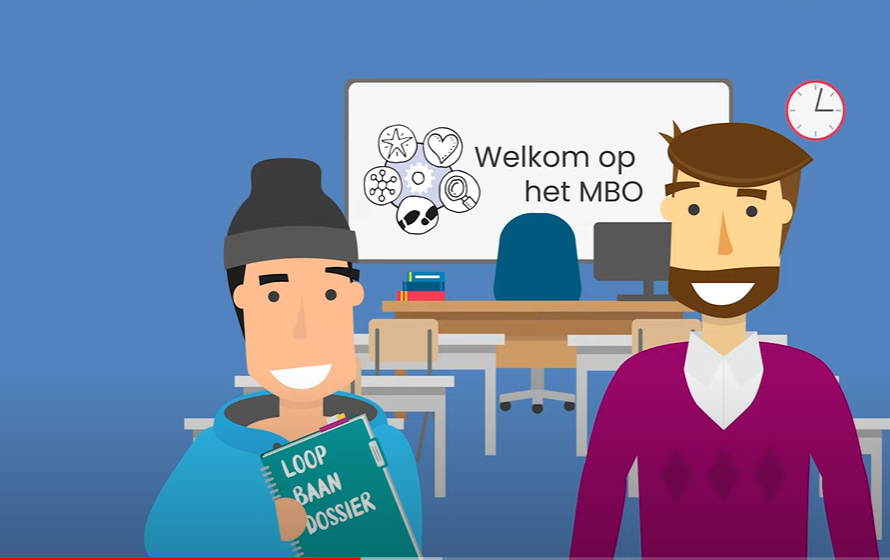 Welkom op
het MBO
LOOP
BAAN
DOSSIER